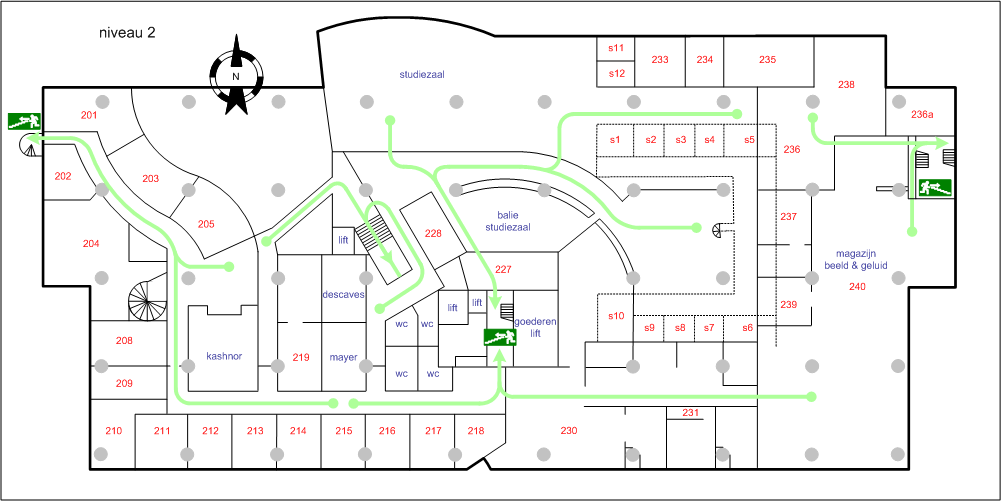 niveau 2
N
studiezaal
s11
s12
233
234
235
238
236a
201
202
203
205
204
s1
s2
s3
s4
s5
236
237
239
228
balie
studiezaal
227
lift
descaves
mayer
219
kashnor
lift
lift
goederen
lift
wc
wc
wc
wc
magazijn
beeld & geluid
240
s10
s9
s8
s7
s6
208
209
210
211
212
213
214
215
216
217
218
230
231